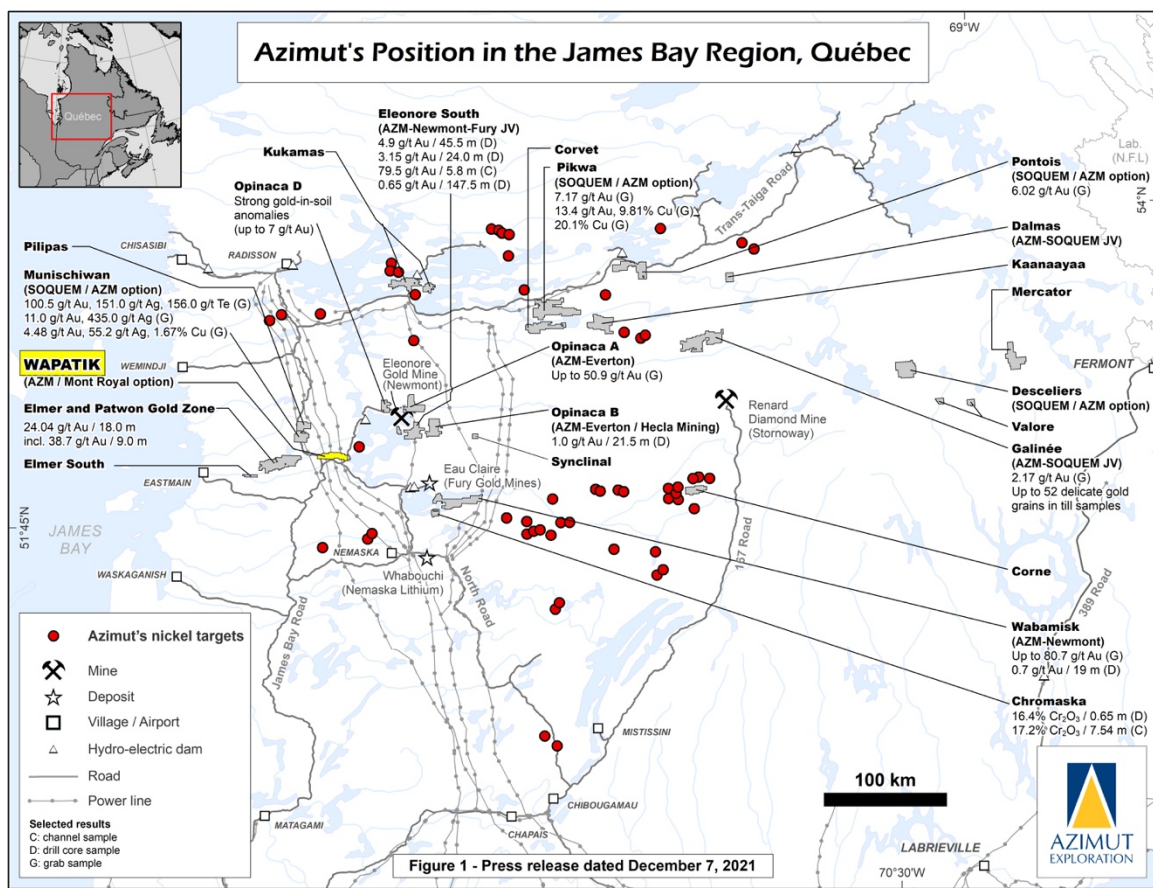 Azimut's Position in the James Bay Region, Québec
69°W
Québec
Lab.
(N.F.L)
54°N
Eleonore South
(AZM-Newmont-Fury JV)
4.9 g/t Au / 45.5 m (D)
3.15 g/t Au / 24.0 m (D)
79.5 g/t Au / 5.8 m (C)
0.65 g/t Au / 147.5 m (D)
Kukamas
Opinaca D
Strong gold-in-soil
anomalies
(up to 7 g/t Au)
Corvet
Pikwa
(SOQUEM / AZM option)
7.17 g/t Au (G)
13.4 g/t Au, 9.81% Cu (G)
20.1% Cu (G)
Trans-Taiga Road
Pontois
(SOQUEM / AZM option)
6.02 g/t Au (G)
Dalmas
(AZM-SOQUEM JV)
Kaanaayaa
Mercator
FERMONT
Pilipas
CHISASIBI
RADISSON
Munischiwan
(SOQUEM / AZM option)
100.5 g/t Au, 151.0 g/t Ag, 156.0 g/t Te (G)
11.0 g/t Au, 435.0 g/t Ag (G)
4.48 g/t Au, 55.2 g/t Ag, 1.67% Cu (G)
WAPATIK
WEMINDJI
(AZM / Mont Royal option)
Elmer and Patwon Gold Zone
24.04 g/t Au / 18.0 m
incl. 38.7 g/t Au / 9.0 m
Elmer South
EASTMAIN
Eleonore
Gold Mine
(Newmont)
Opinaca A
(AZM-Everton)
Up to 50.9 g/t Au (G)
Opinaca B
(AZM-Everton / Hecla Mining)
1.0 g/t Au / 21.5 m (D)
Synclinal
Renard
Diamond Mine
(Stornoway)
Desceliers
(SOQUEM / AZM option)
Valore
Galinée
(AZM-SOQUEM JV)
2.17 g/t Au (G)
Up to 52 delicate gold
grains in till samples
Eau Claire
(Fury Gold Mines)
51°45'N
JAMES
BAY
NEMASKA
WASKAGANISH
Whabouchi
(Nemaska Lithium)
North Road
James Bay Road
167 Road
389 Road
Corne
Wabamisk
(AZM-Newmont)
Up to 80.7 g/t Au (G)
0.7 g/t Au / 19 m (D)
Chromaska
16.4% Cr₂O₃ / 0.65 m (D)
17.2% Cr₂O₃ / 7.54 m (C)
Azimut's nickel targets
Mine
Deposit
Village / Airport
Hydro-electric dam
Road
Power line
Selected results
C: channel sample
D: drill core sample
G: grab sample
MISTISSINI
CHIBOUGAMAU
CHAPAIS
MATAGAMI
100 km
LABRIEVILLE
AZIMUT
EXPLORATION
Figure 1 - Press release dated December 7, 2021
70°30'W